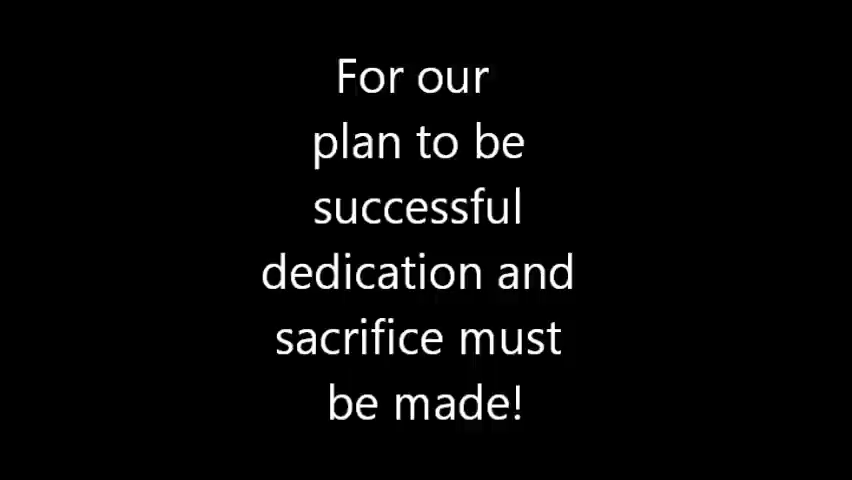 For our
plan to be
successful
dedication and
sacrifice must
be made!